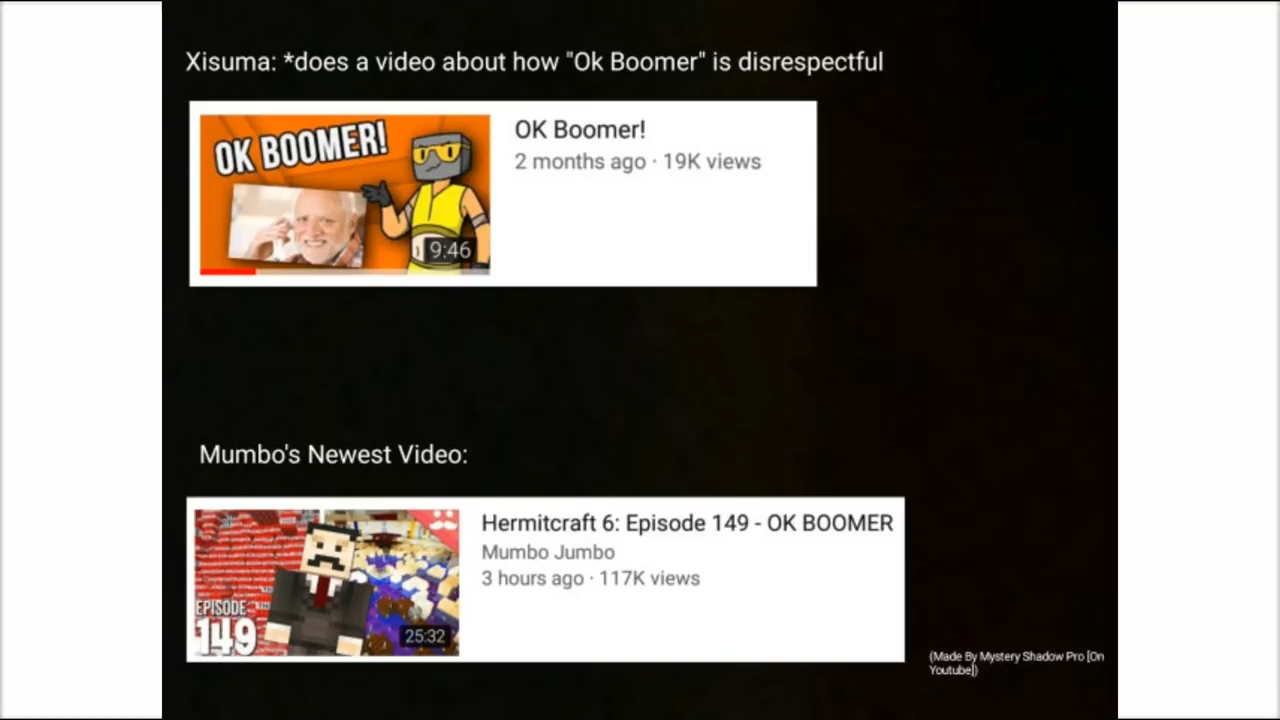 Xisuma: *does a video about how "Ok Boomer" is disrespectful
OK BOOMER!
9:46
OK Boomer!
2 months ago · 19K views
Mumbo's Newest Video:
EPISODE
149
25:32
Hermitcraft 6: Episode 149 - OK BOOMER
Mumbo Jumbo
3 hours ago · 117K views
(Made By Mystery Shadow Pro [On
Youtube])